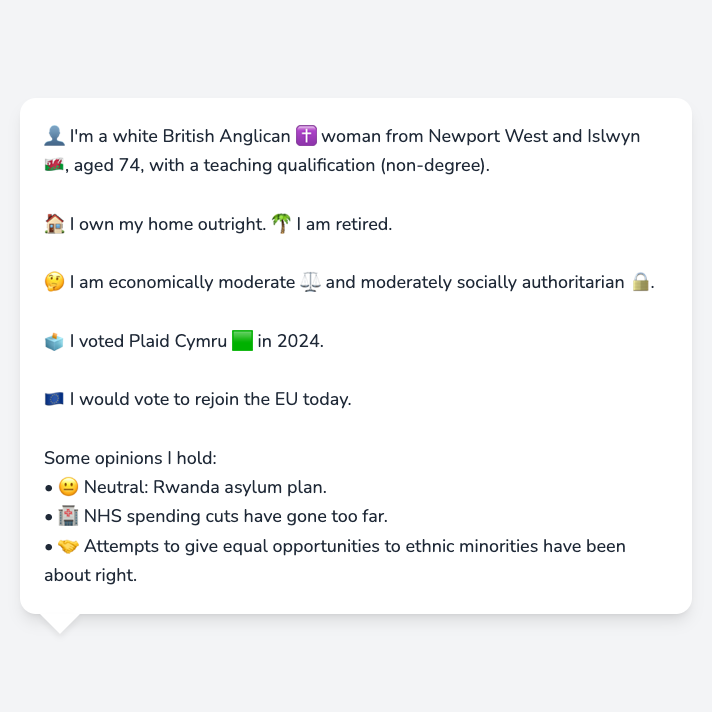 👤 I'm a white British Anglican ✝️ woman from Newport West and Islwyn
🏴󠁧󠁢󠁷󠁬󠁳󠁿, aged 74, with a teaching qualification (non-degree).
🏠 I own my home outright. 🌴 I am retired.
🤔 I am economically moderate ⚖️ and moderately socially authoritarian 🔒.
🗳️ I voted Plaid Cymru 🟩 in 2024.
🇪🇺 I would vote to rejoin the EU today.
Some opinions I hold:
• 😐 Neutral: Rwanda asylum plan.
• 🏥 NHS spending cuts have gone too far.
• 🤝 Attempts to give equal opportunities to ethnic minorities have been
about right.